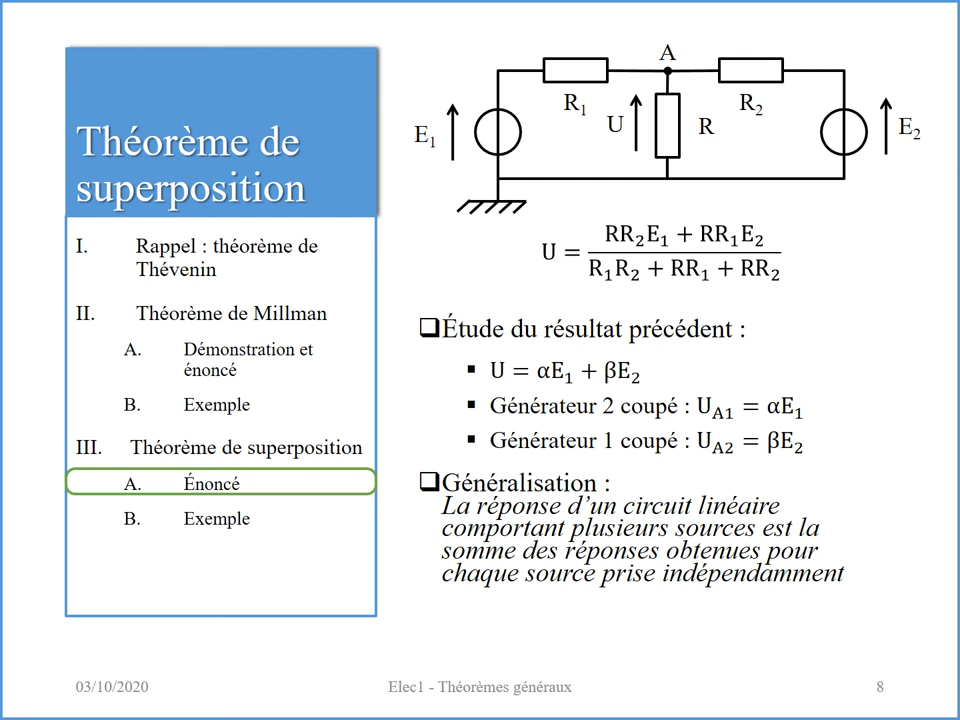 Théorème de
superposition
I. Rappel : théorème de
Thévenin
II. Théorème de Millman
A. Démonstration et
énoncé
B. Exemple
III. Théorème de superposition
A. Énoncé
B. Exemple
A
R₁
R₂
E₁
U
R
E₂
U = (RR₂E₁ + RR₁E₂) / (R₁R₂ + RR₁ + RR₂)
❑Étude du résultat précédent :
▪ U = αE₁ + βE₂
▪ Générateur 2 coupé : U_A1 = αE₁
▪ Générateur 1 coupé : U_A2 = βE₂
❑Généralisation :
La réponse d’un circuit linéaire
comportant plusieurs sources est la
somme des réponses obtenues pour
chaque source prise indépendamment
03/10/2020
Elec1 - Théorèmes généraux
8